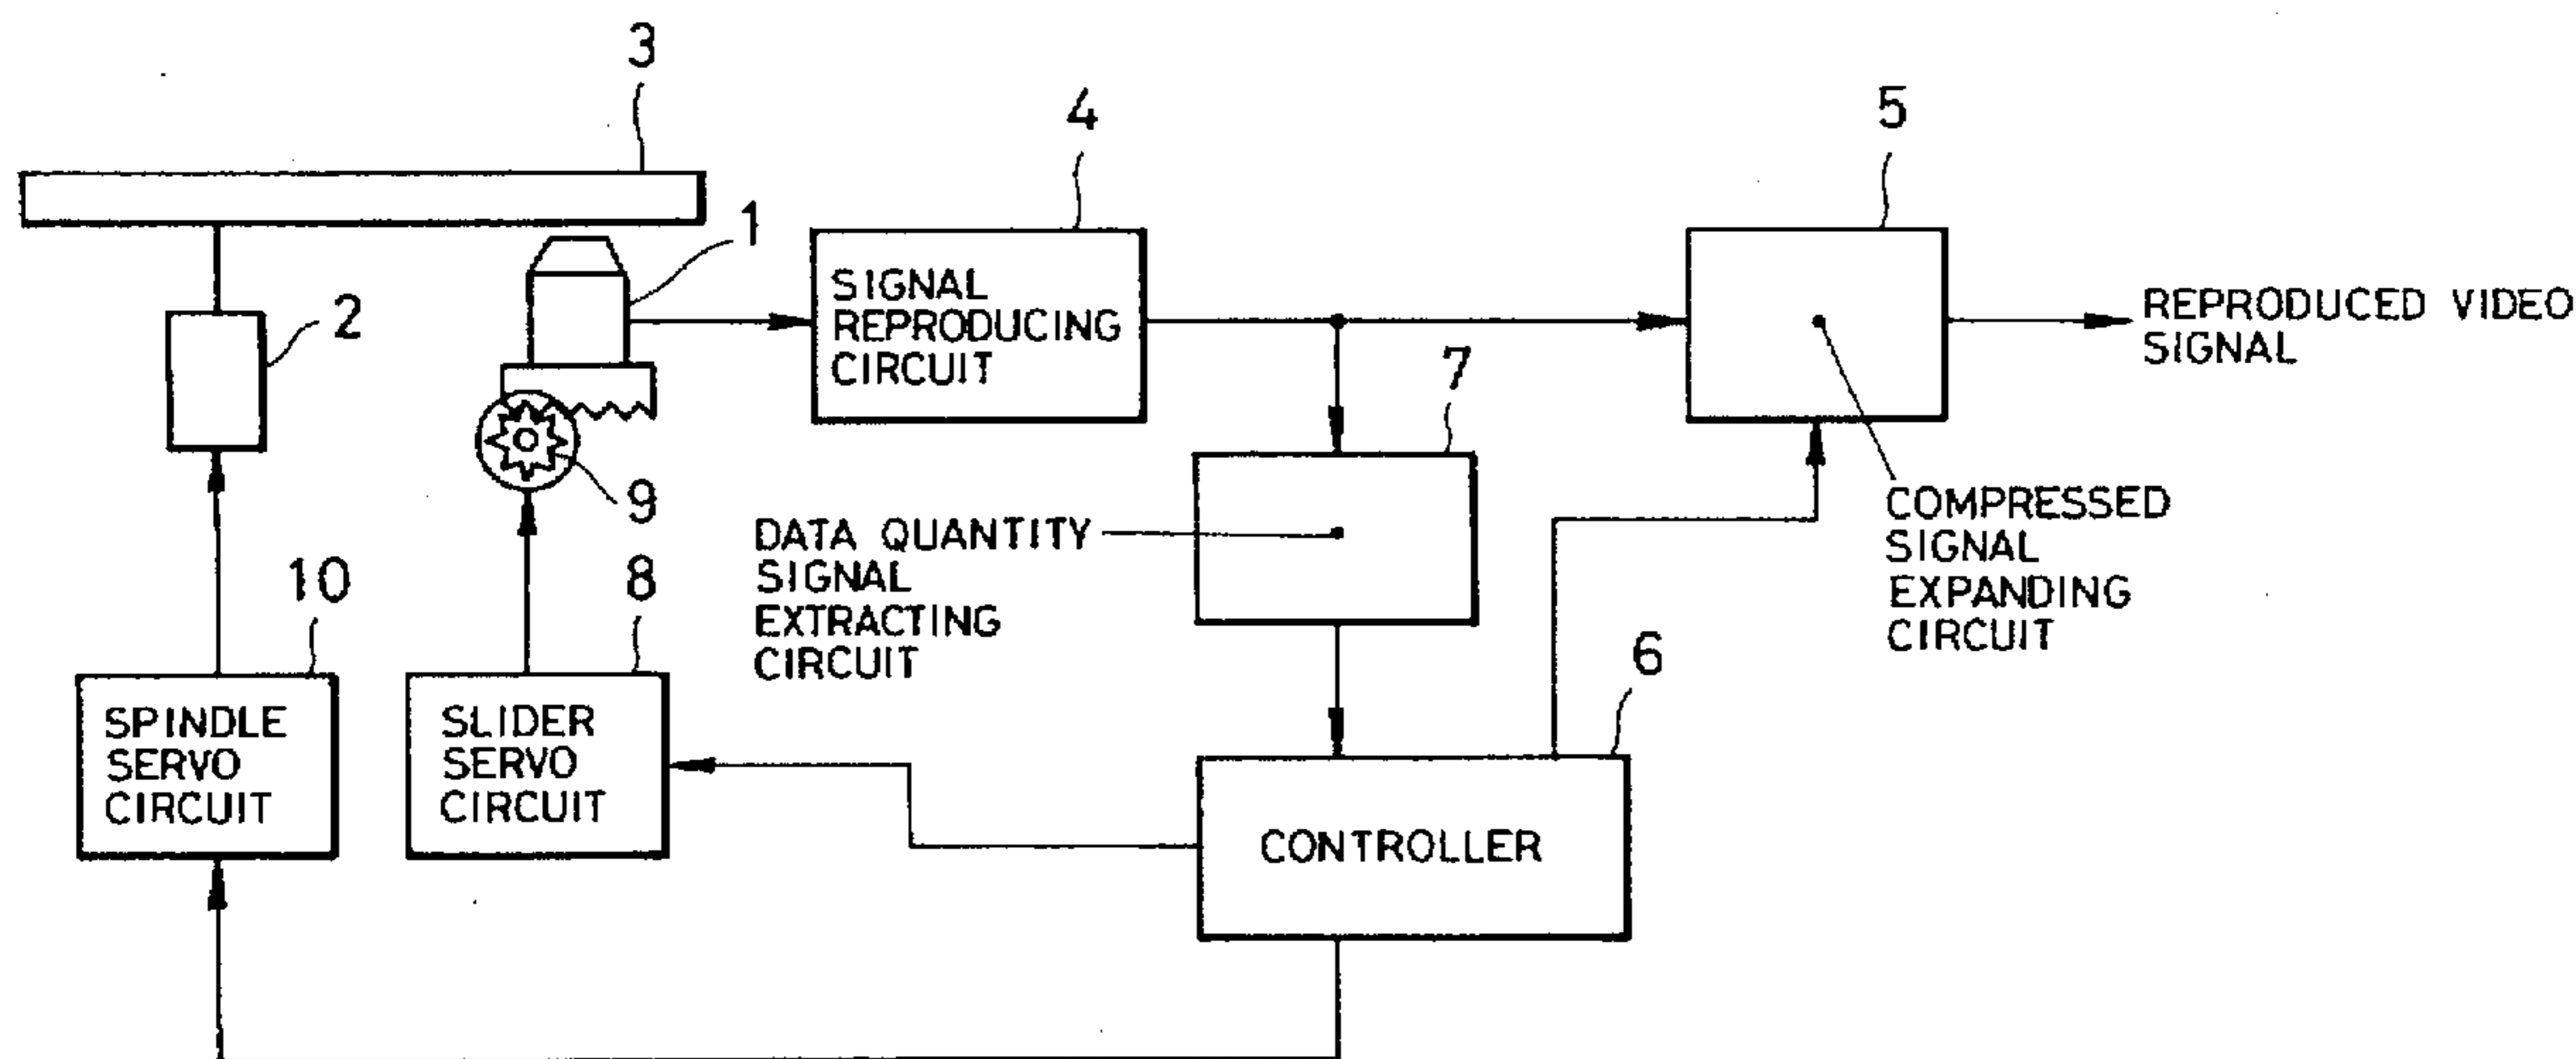 3
4
5
1
SIGNAL
REPRODUCING
CIRCUIT
REPRODUCED VIDEO
SIGNAL
2
7
9
DATA QUANTITY
SIGNAL
EXTRACTING
CIRCUIT
COMPRESSED
SIGNAL
EXPANDING
CIRCUIT
10
8
6
SPINDLE
SERVO
CIRCUIT
SLIDER
SERVO
CIRCUIT
CONTROLLER